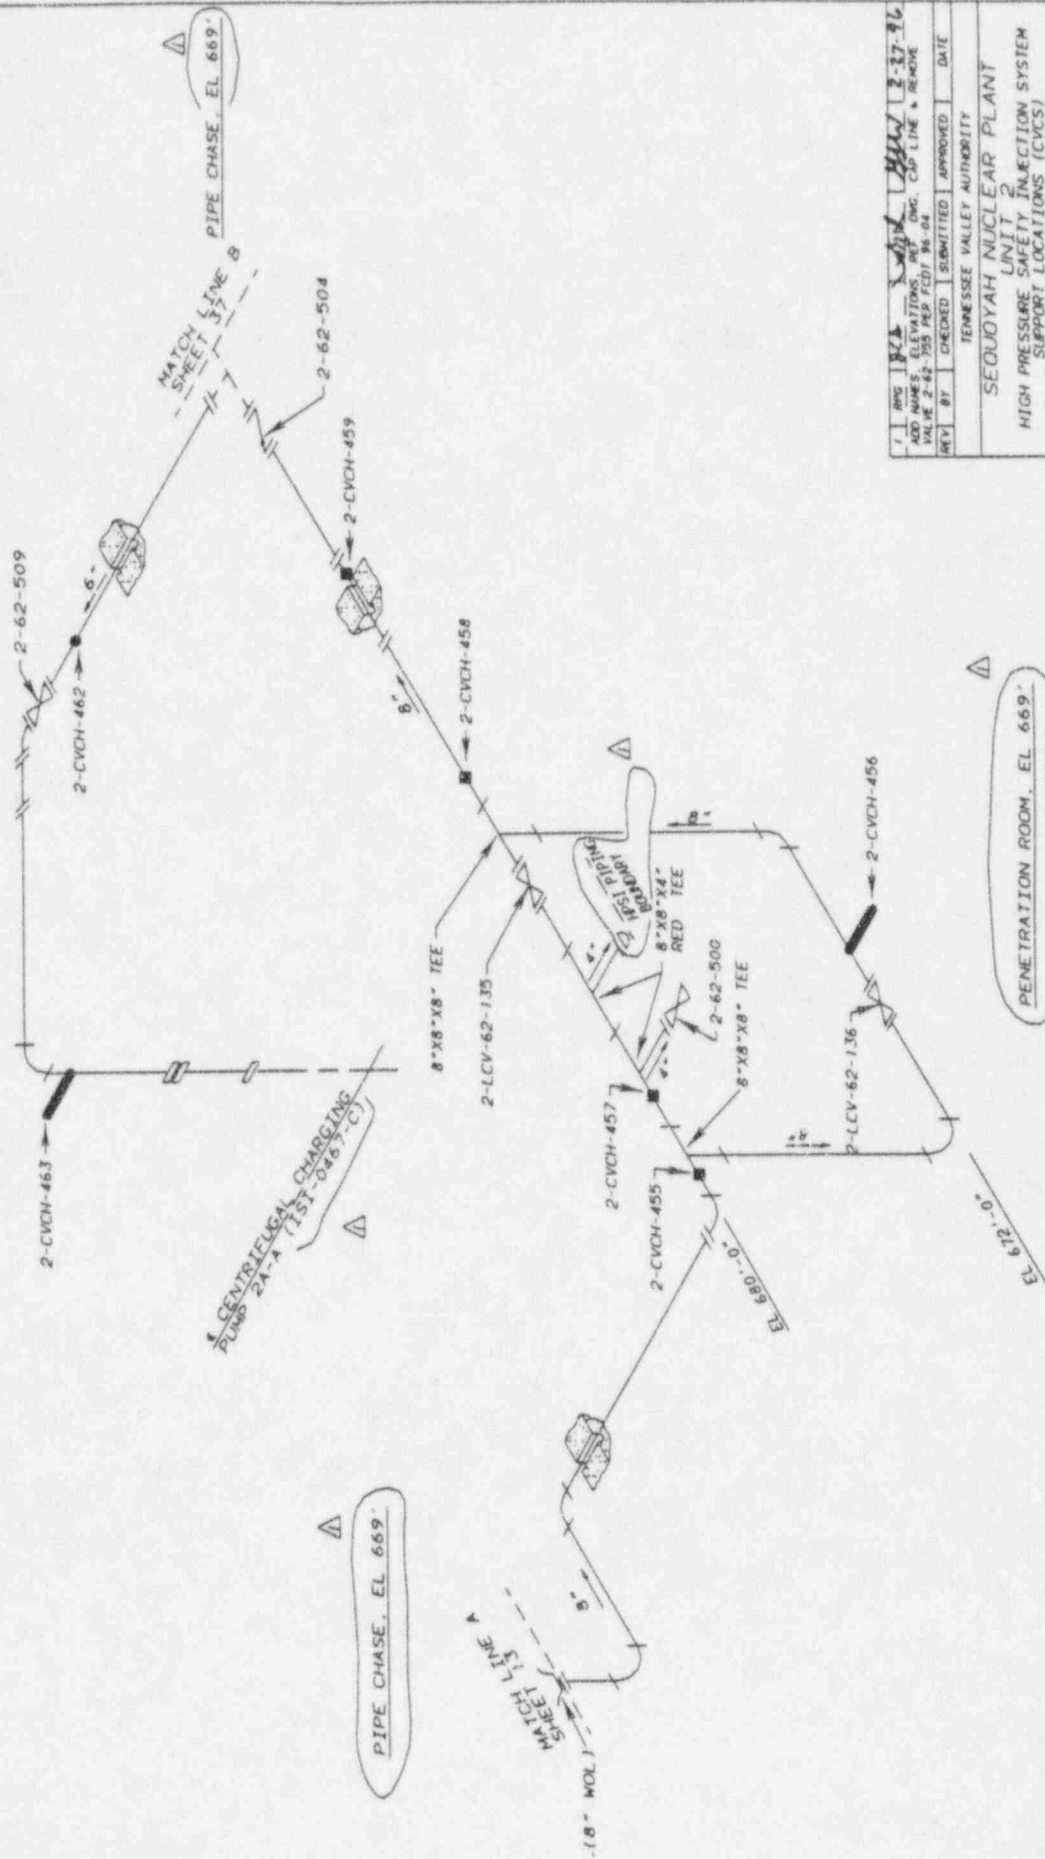 PIPE CHASE, EL 669'
MATCH LINE B
SHEET 37
2-62-509
6"
2-CVCH-462
2-62-504
2-CVCH-459
8"
2-CVCH-458
2-CVCH-463
CENTRIFUGAL CHARGING
PUMP 2A-A (ISI-0467-C)
8"X8"X8" TEE
2-LCV-62-135
HPSI PIPING
BOUNDARY
4"
8"X8"X4"
RED TEE
8"
2-62-500
4"
8"X8"X8" TEE
2-CVCH-457
2-CVCH-455
8"
2-CVCH-456
2-LCV-62-136
PENETRATION ROOM, EL 669'
EL 680'-0"
EL 672'-0"
PIPE CHASE, EL 669'
8"
MATCH LINE A
SHEET 13
(8" WOL)
1 RPG 2-27-96
ADD NAMES, ELEVATIONS, REF DWG, CAP LINE & REMOVE
VALVE 2-62-755 PER FCDI 96-04
REV BY CHECKED SUBMITTED APPROVED DATE
TENNESSEE VALLEY AUTHORITY
SEQUOYAH NUCLEAR PLANT
UNIT 2
HIGH PRESSURE SAFETY INJECTION SYSTEM
SUPPORT LOCATIONS (CVCS)